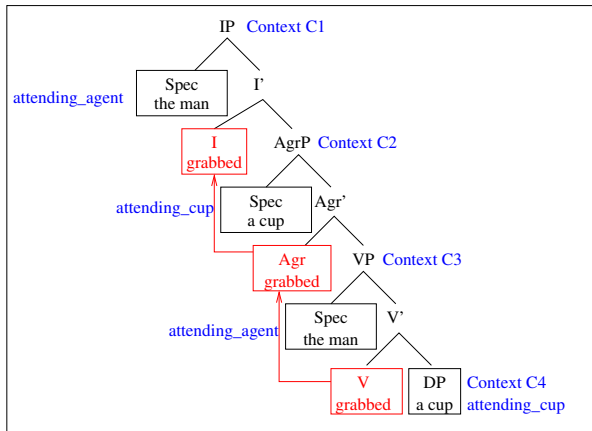 IP Context C1
Spec
the man
I'
attending_agent
I
grabbed
AgrP Context C2
attending_cup
Spec
a cup
Agr'
Agr
grabbed
VP Context C3
attending_agent
Spec
the man
V'
V
grabbed
DP
a cup
Context C4
attending_cup